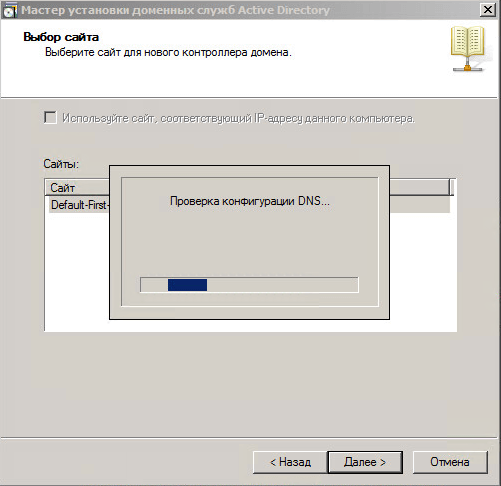 Мастер установки доменных служб Active Directory
Выбор сайта
Выберите сайт для нового контроллера домена.
Используйте сайт, соответствующий IP-адресу данного компьютера.
Сайты:
Сайт
Default-First-
Проверка конфигурации DNS...
< Назад
Далее >
Отмена